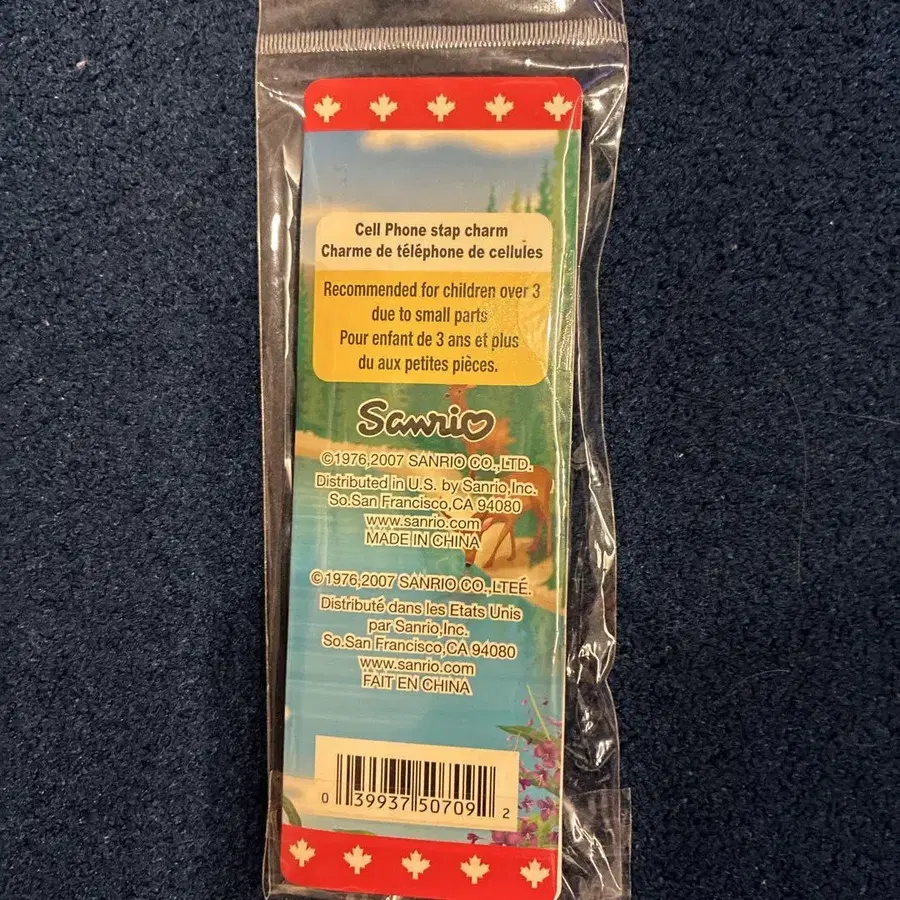 Cell Phone stap charm
Charme de téléphone de cellules
Recommended for children over 3
due to small parts
Pour enfant de 3 ans et plus
du aux petites pièces.
Sanrio
©1976,2007 SANRIO CO.,LTD.
Distributed in U.S. by Sanrio,Inc.
So.San Francisco,CA 94080
www.sanrio.com
MADE IN CHINA
©1976,2007 SANRIO CO.,LTEÉ.
Distributé dans les Etats Unis
par Sanrio,Inc.
So.San Francisco,CA 94080
www.sanrio.com
FAIT EN CHINA
0 39937 50709 2